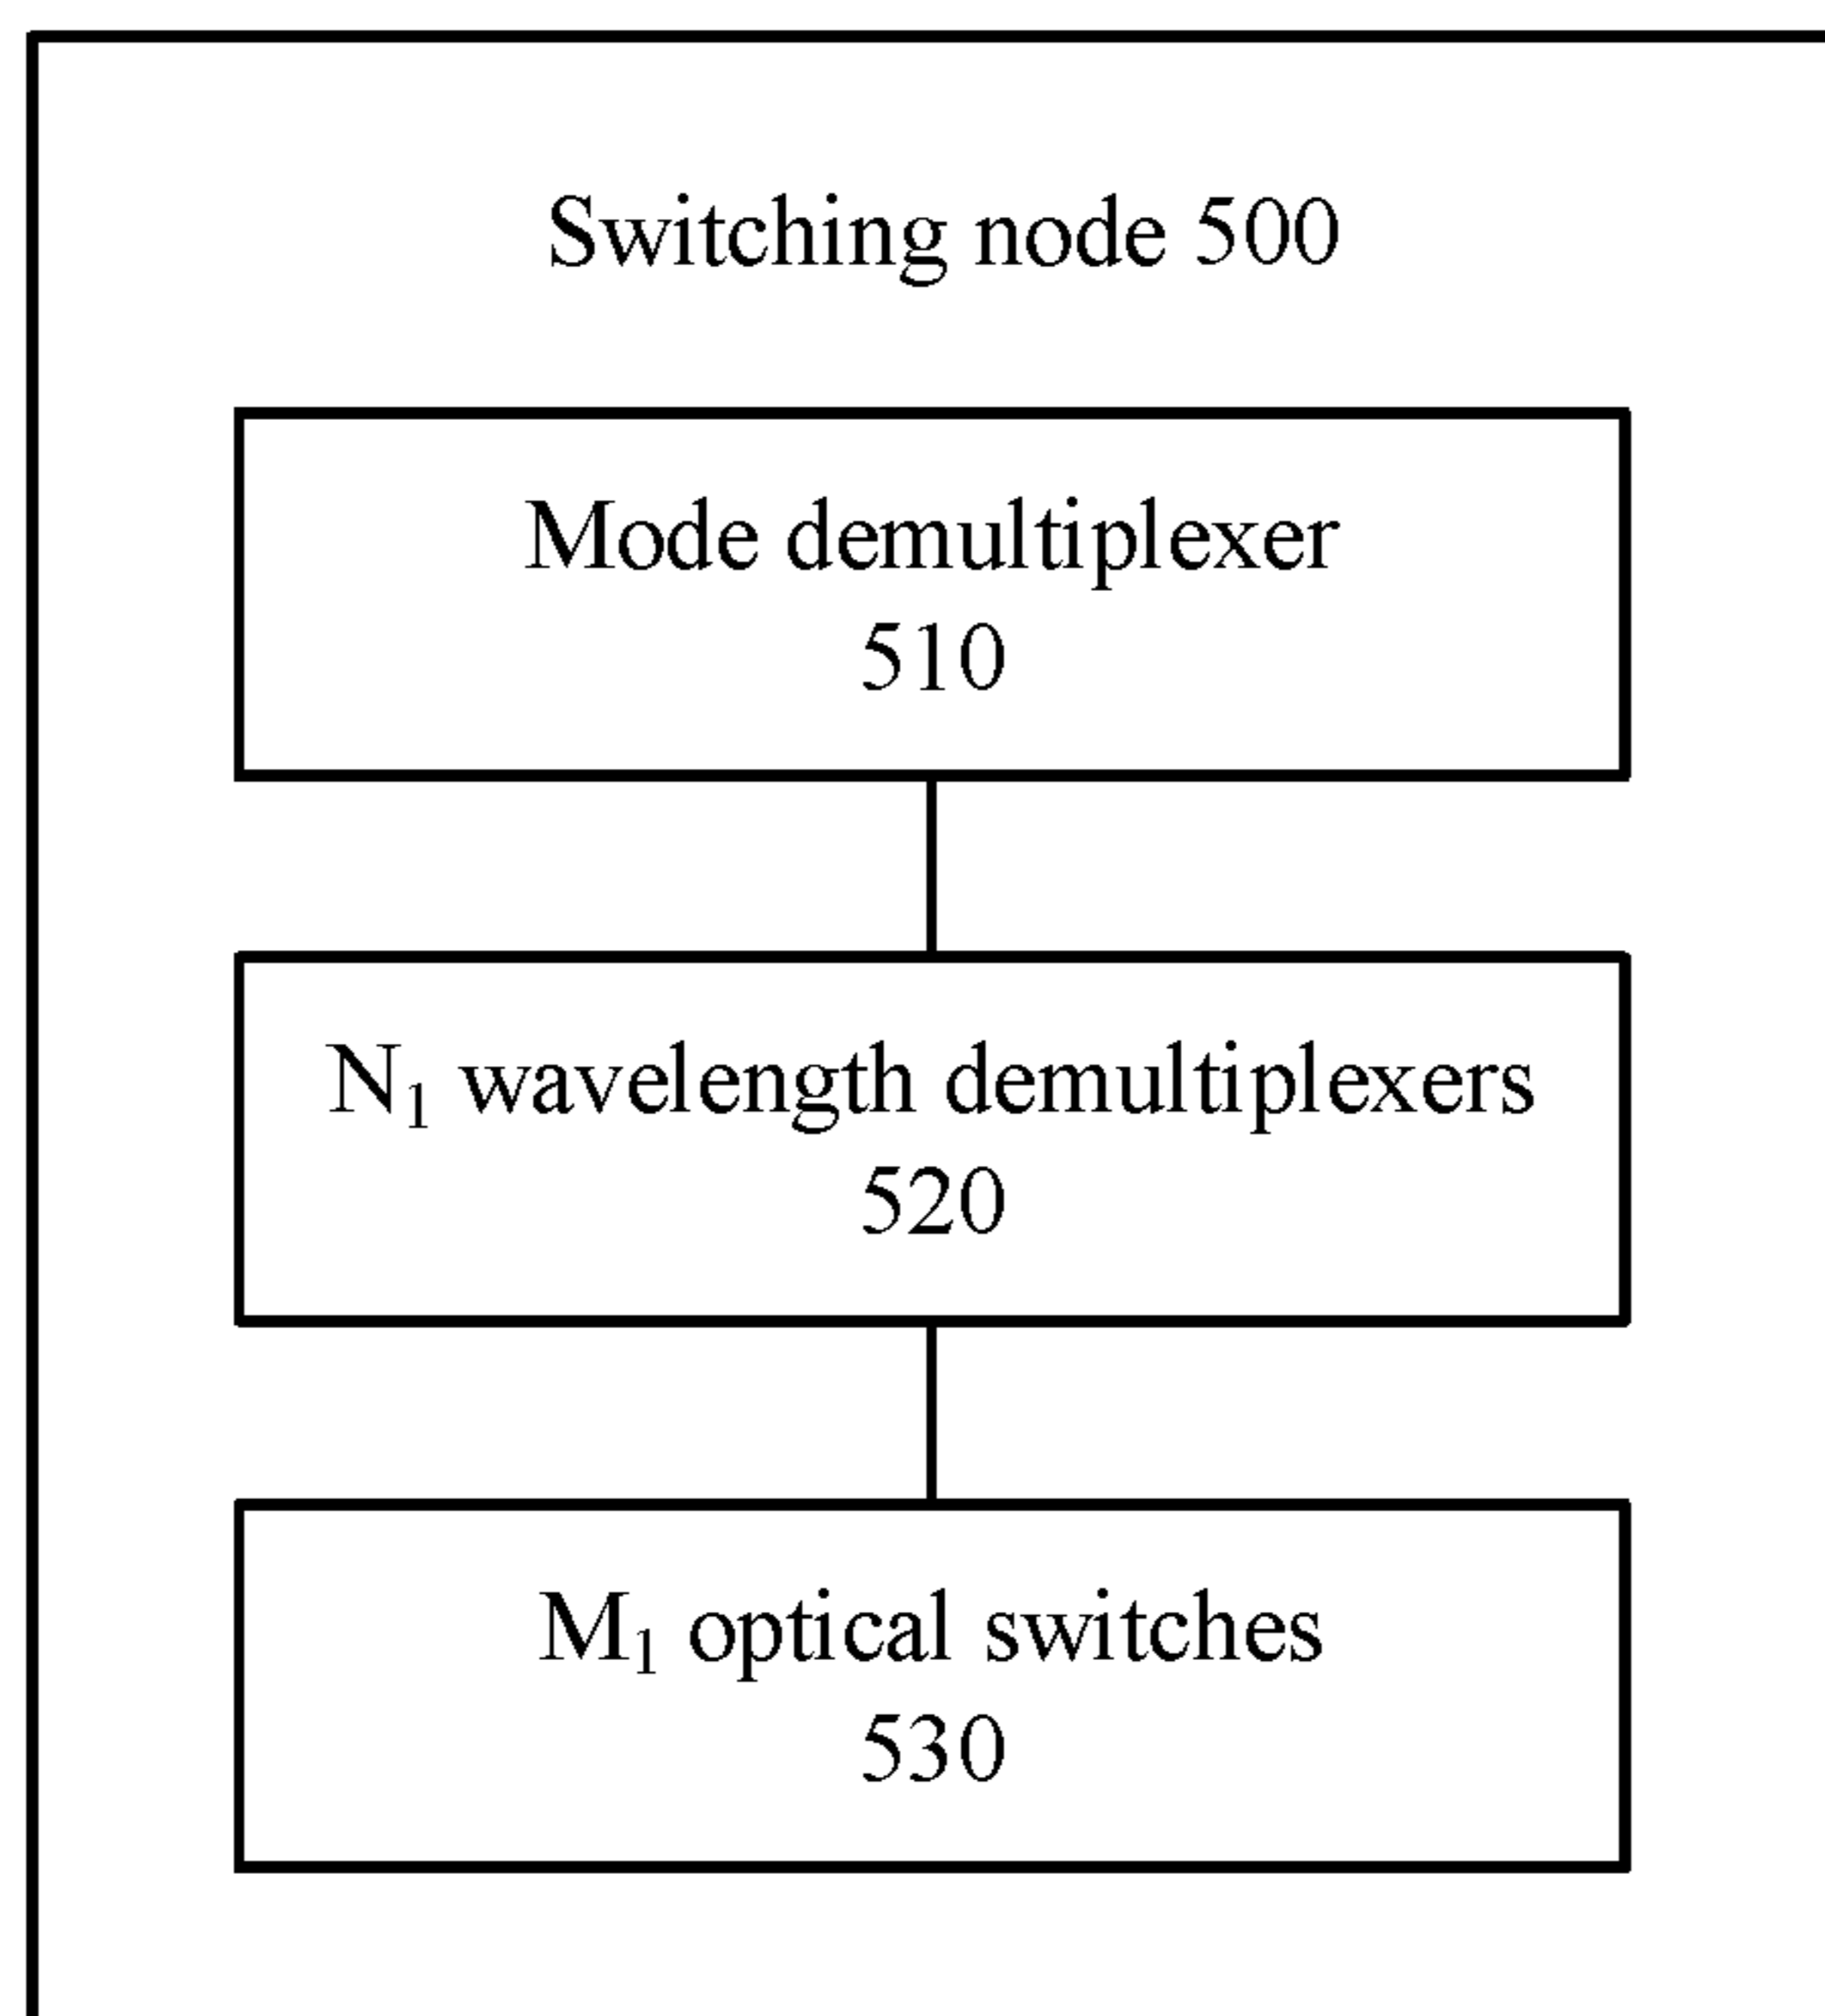 Switching node 500
Mode demultiplexer
510
N₁ wavelength demultiplexers
520
M₁ optical switches
530